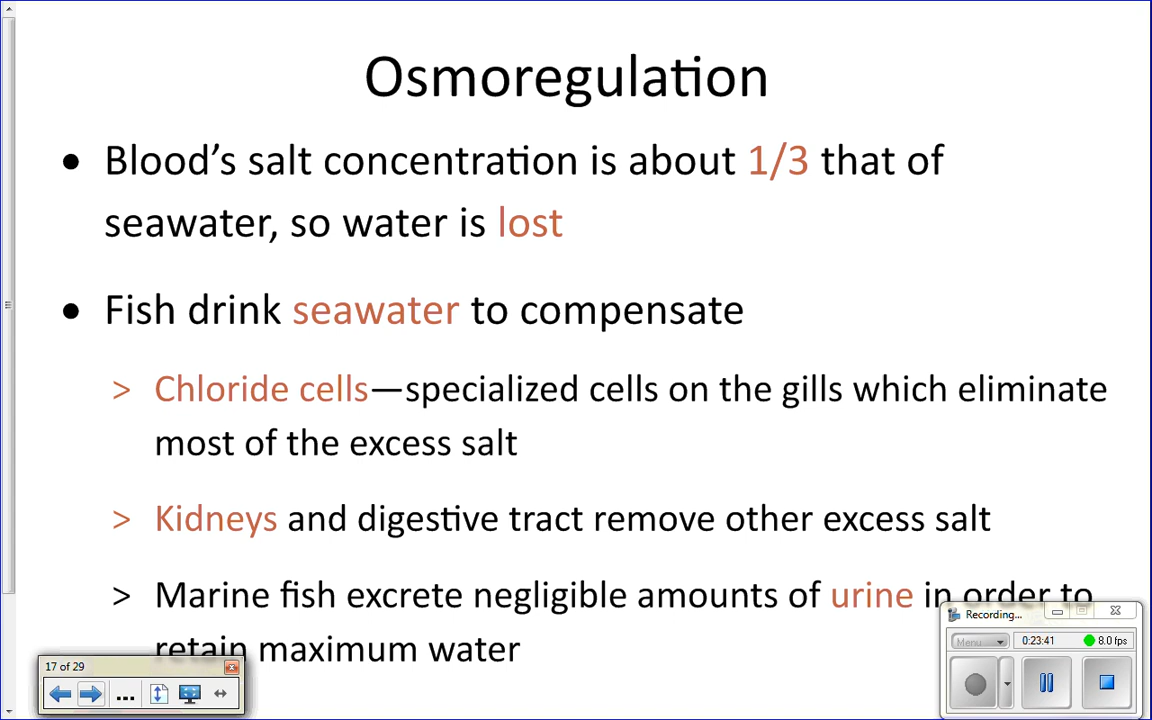 Osmoregulation
• Blood's salt concentration is about 1/3 that of
seawater, so water is lost
• Fish drink seawater to compensate
> Chloride cells—specialized cells on the gills which eliminate
most of the excess salt
> Kidneys and digestive tract remove other excess salt
> Marine fish excrete negligible amounts of urine in order to
retain maximum water
Recording...
Menu 0:23:41 8.0 fps
17 of 29